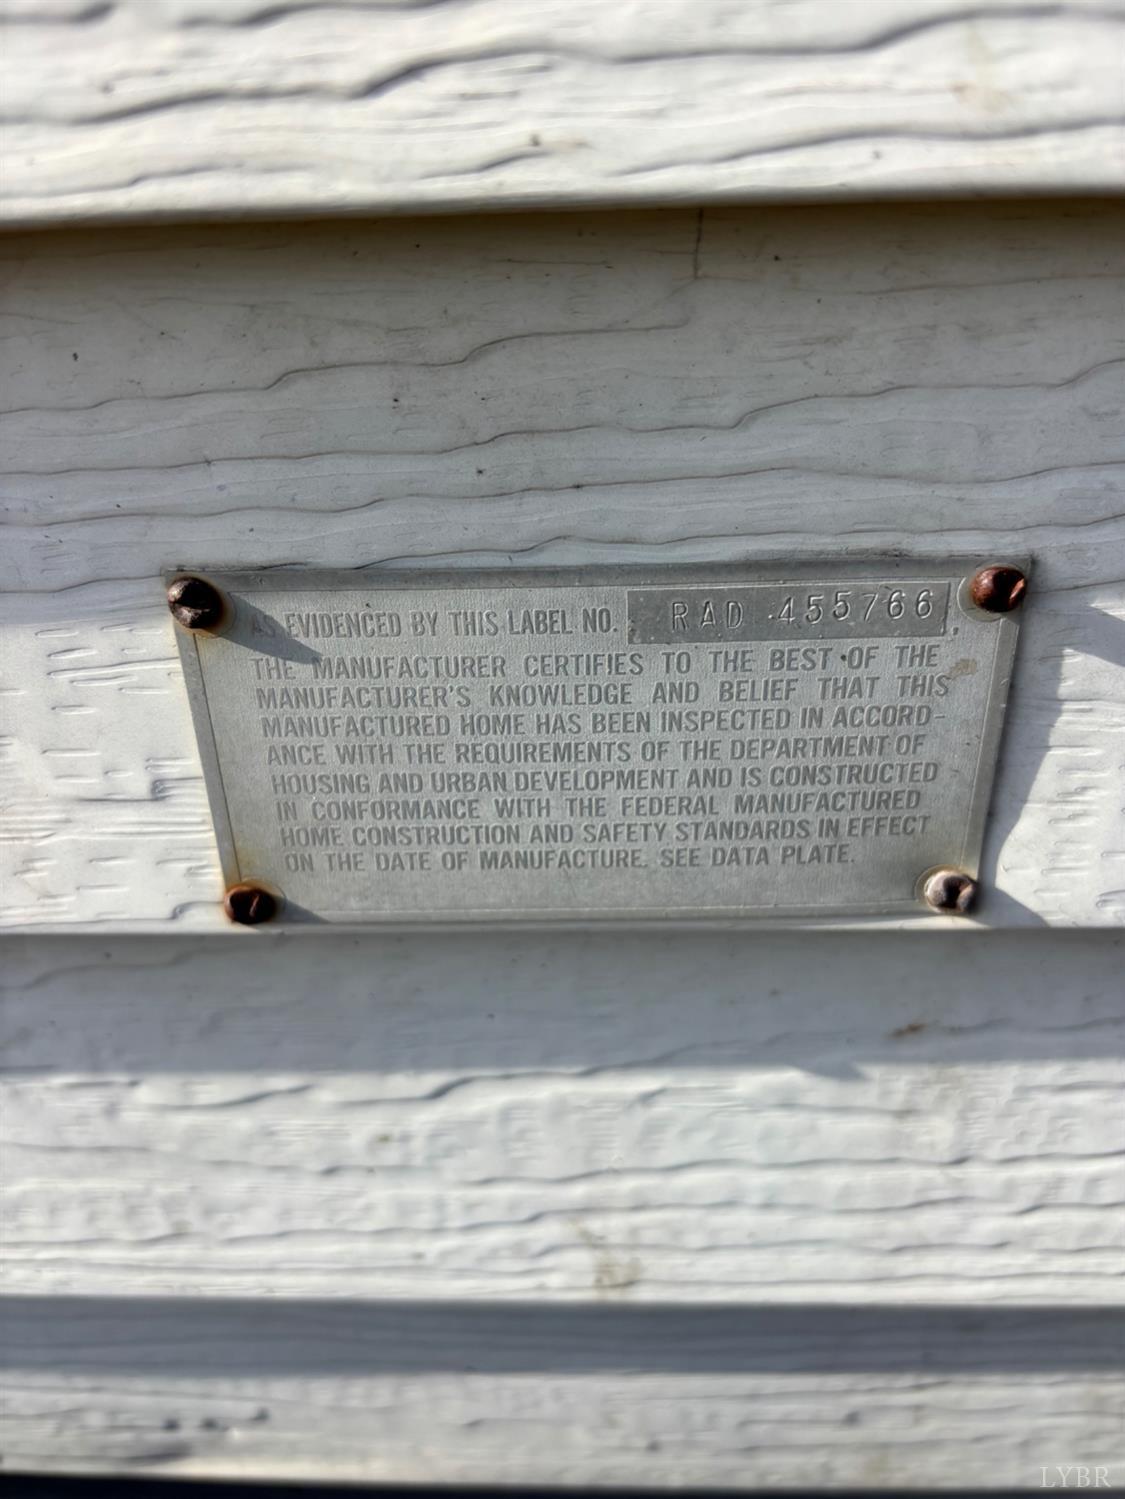 AS EVIDENCED BY THIS LABEL NO. RAD 455766,
THE MANUFACTURER CERTIFIES TO THE BEST OF THE
MANUFACTURER'S KNOWLEDGE AND BELIEF THAT THIS
MANUFACTURED HOME HAS BEEN INSPECTED IN ACCORD-
ANCE WITH THE REQUIREMENTS OF THE DEPARTMENT OF
HOUSING AND URBAN DEVELOPMENT AND IS CONSTRUCTED
IN CONFORMANCE WITH THE FEDERAL MANUFACTURED
HOME CONSTRUCTION AND SAFETY STANDARDS IN EFFECT
ON THE DATE OF MANUFACTURE. SEE DATA PLATE.
LYBR